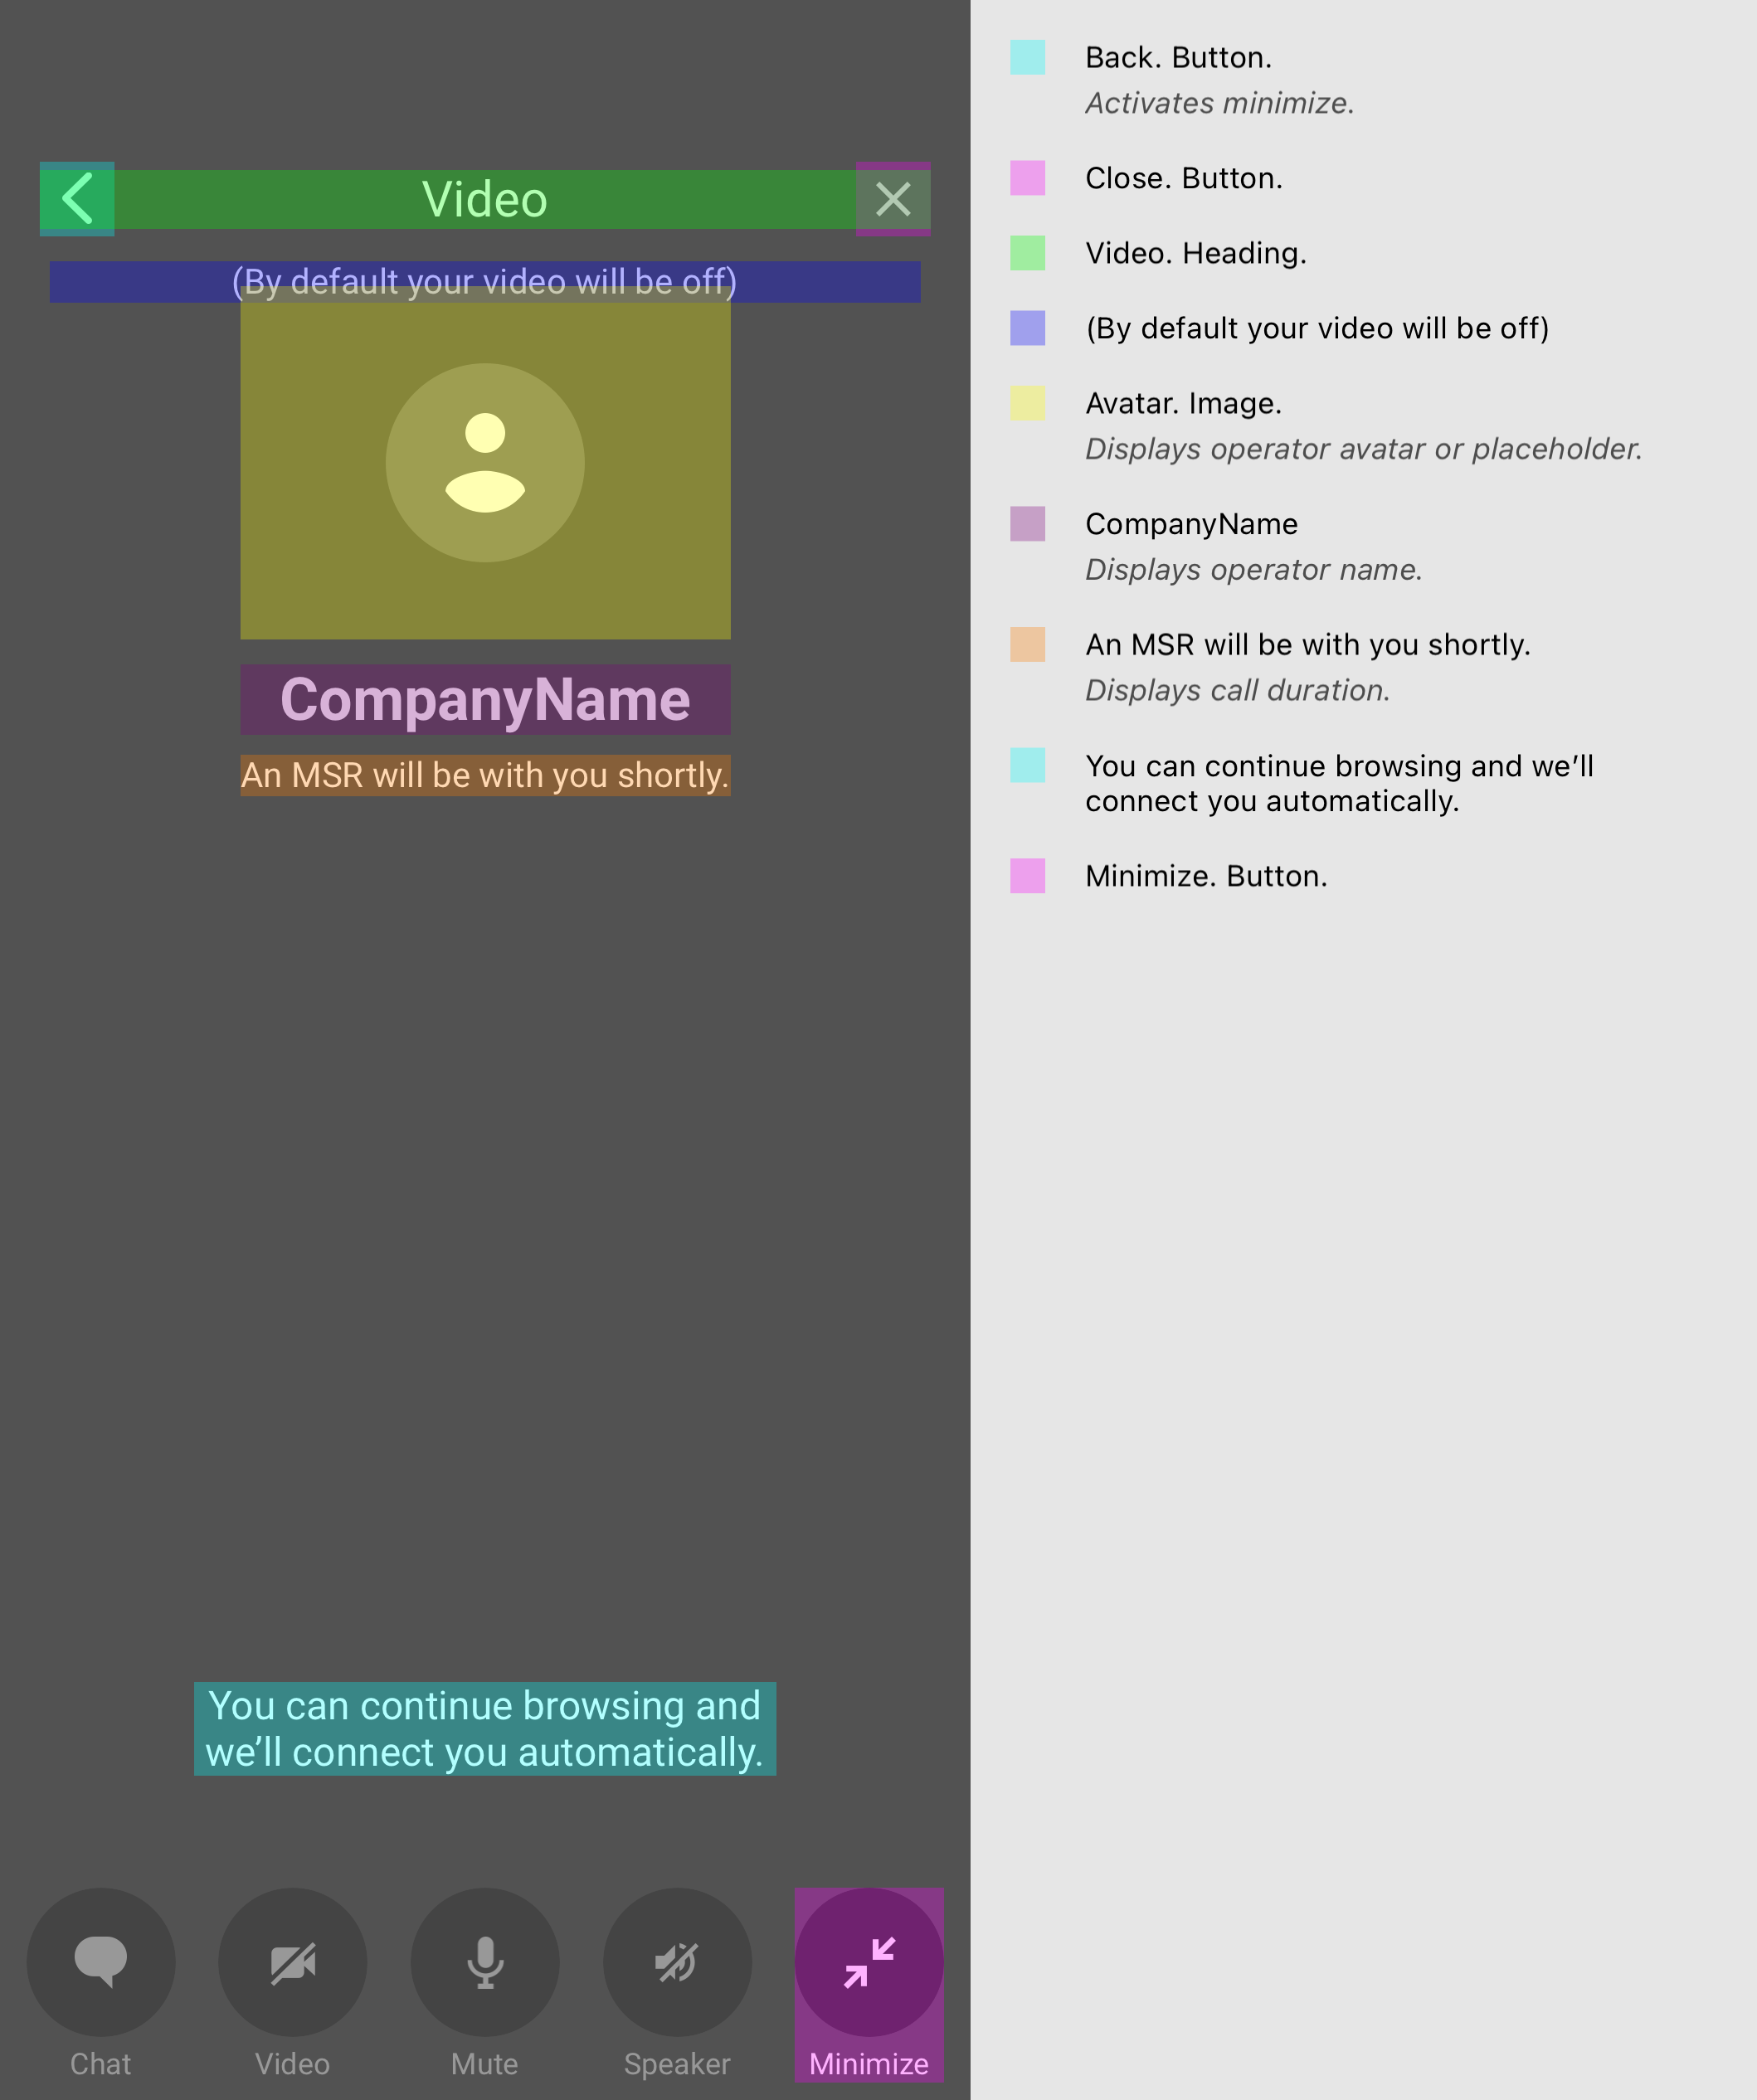 Video
(By default your video will be off)
CompanyName
An MSR will be with you shortly.
You can continue browsing and
we’ll connect you automatically.
Chat
Video
Mute
Speaker
Minimize
Back. Button.
Activates minimize.
Close. Button.
Video. Heading.
(By default your video will be off)
Avatar. Image.
Displays operator avatar or placeholder.
CompanyName
Displays operator name.
An MSR will be with you shortly.
Displays call duration.
You can continue browsing and we’ll
connect you automatically.
Minimize. Button.